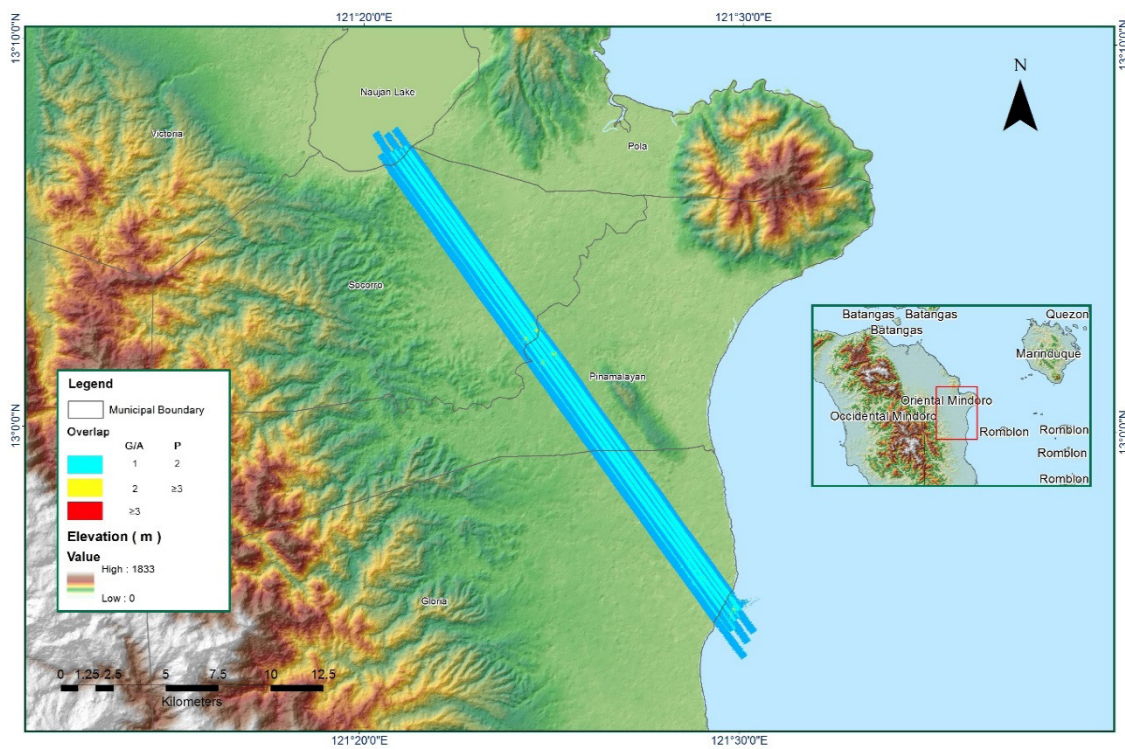 121°20'0"E
121°30'0"E
13°10'0"N
13°10'0"N
N
Naujan Lake
Victoria
Pola
Socorro
Batangas Batangas
Batangas
Quezon
Marinduque
Oriental Mindoro
Occidental Mindoro
Romblon
Romblon
Romblon
Romblon
Pinamalayan
Legend
Municipal Boundary
Overlap
G/A P
1 2
2 ≥3
≥3
Elevation ( m )
Value
High : 1833
Low : 0
13°0'0"N
13°0'0"N
Gloria
0 1.25 2.5 5 7.5 10 12.5
Kilometers
121°20'0"E
121°30'0"E